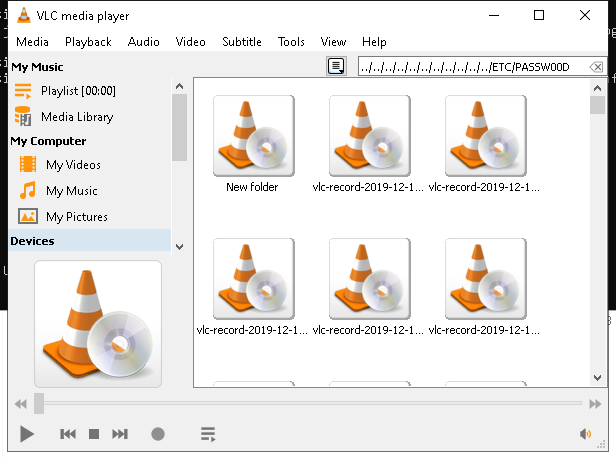 VLC media player
Media Playback Audio Video Subtitle Tools View Help
My Music
../../../../../../../../../../../ETC/PASSW00D
Playlist [00:00]
Media Library
My Computer
My Videos
My Music
My Pictures
Devices
New folder vlc-record-2019-12-1... vlc-record-2019-12-1...
vlc-record-2019-12-1... vlc-record-2019-12-1... vlc-record-2019-12-1...